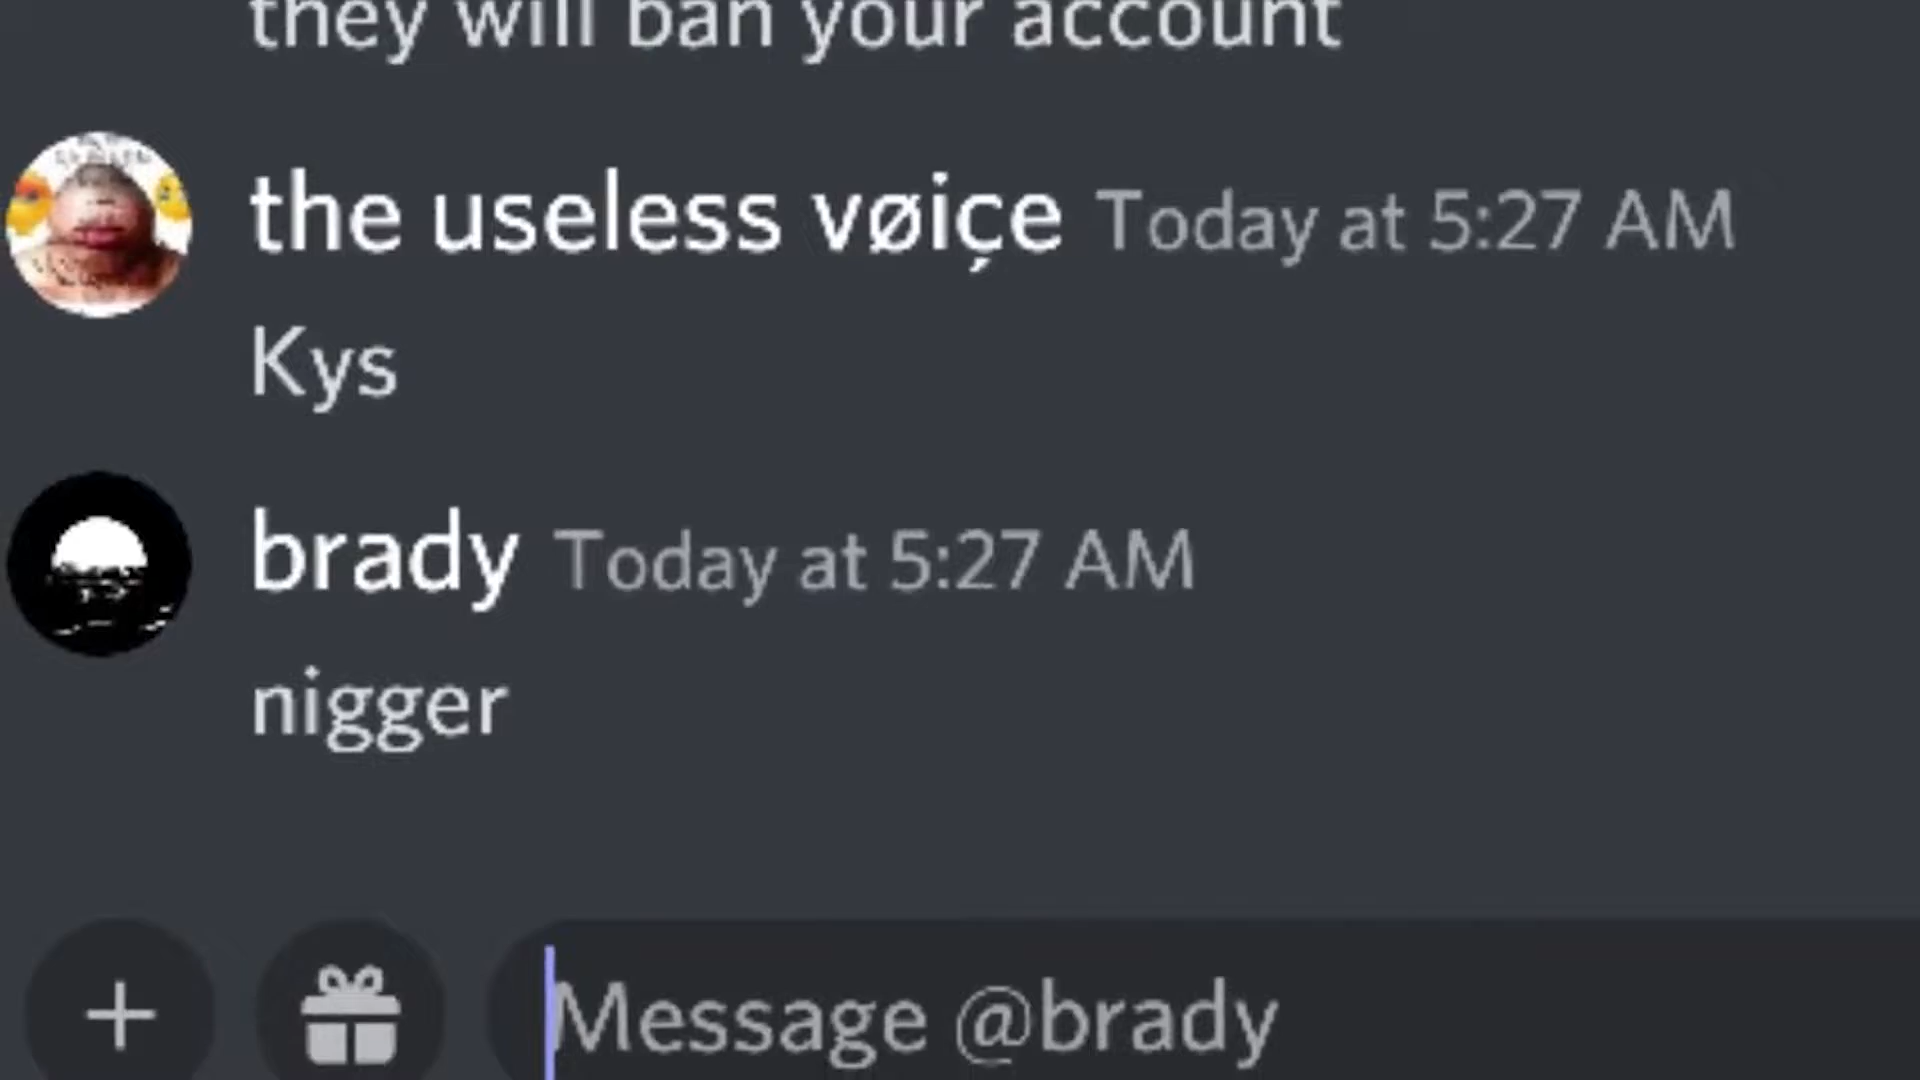 they will ban your account
the useless vøiçe Today at 5:27 AM
Kys
brady Today at 5:27 AM
nigger
Message @brady